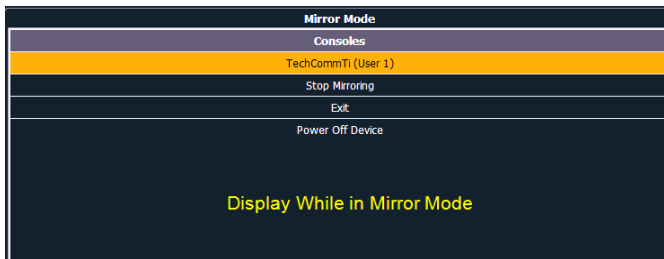 Mirror Mode
Consoles
TechCommTi (User 1)
Stop Mirroring
Exit
Power Off Device
Display While in Mirror Mode